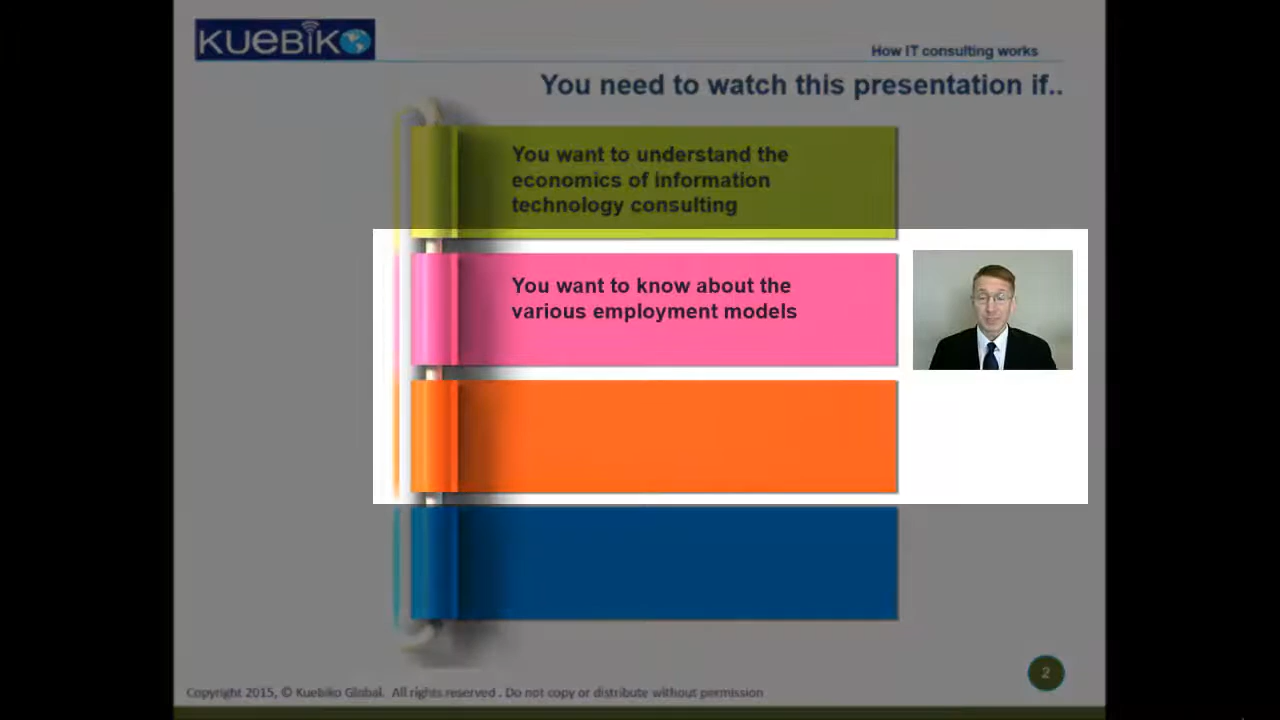 KUEBIKO
How IT consulting works
You need to watch this presentation if..
You want to understand the
economics of information
technology consulting
You want to know about the
various employment models
2
Copyright 2015, © Kuebiko Global. All rights reserved . Do not copy or distribute without permission